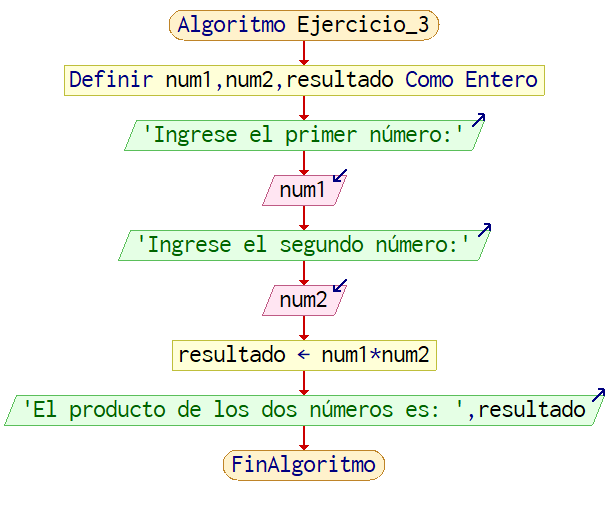 Algoritmo Ejercicio_3
Definir num1,num2,resultado Como Entero
'Ingrese el primer número:'
num1
'Ingrese el segundo número:'
num2
resultado ← num1*num2
'El producto de los dos números es: ',resultado
FinAlgoritmo